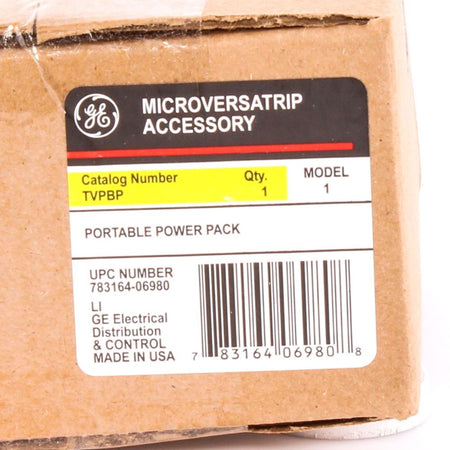 GE
MICROVERSATRIP
ACCESSORY
Catalog Number Qty. MODEL
TVPBP 1 1
PORTABLE POWER PACK
UPC NUMBER
783164-06980
LI
GE Electrical
Distribution
& CONTROL
MADE IN USA
7 83164 06980 8